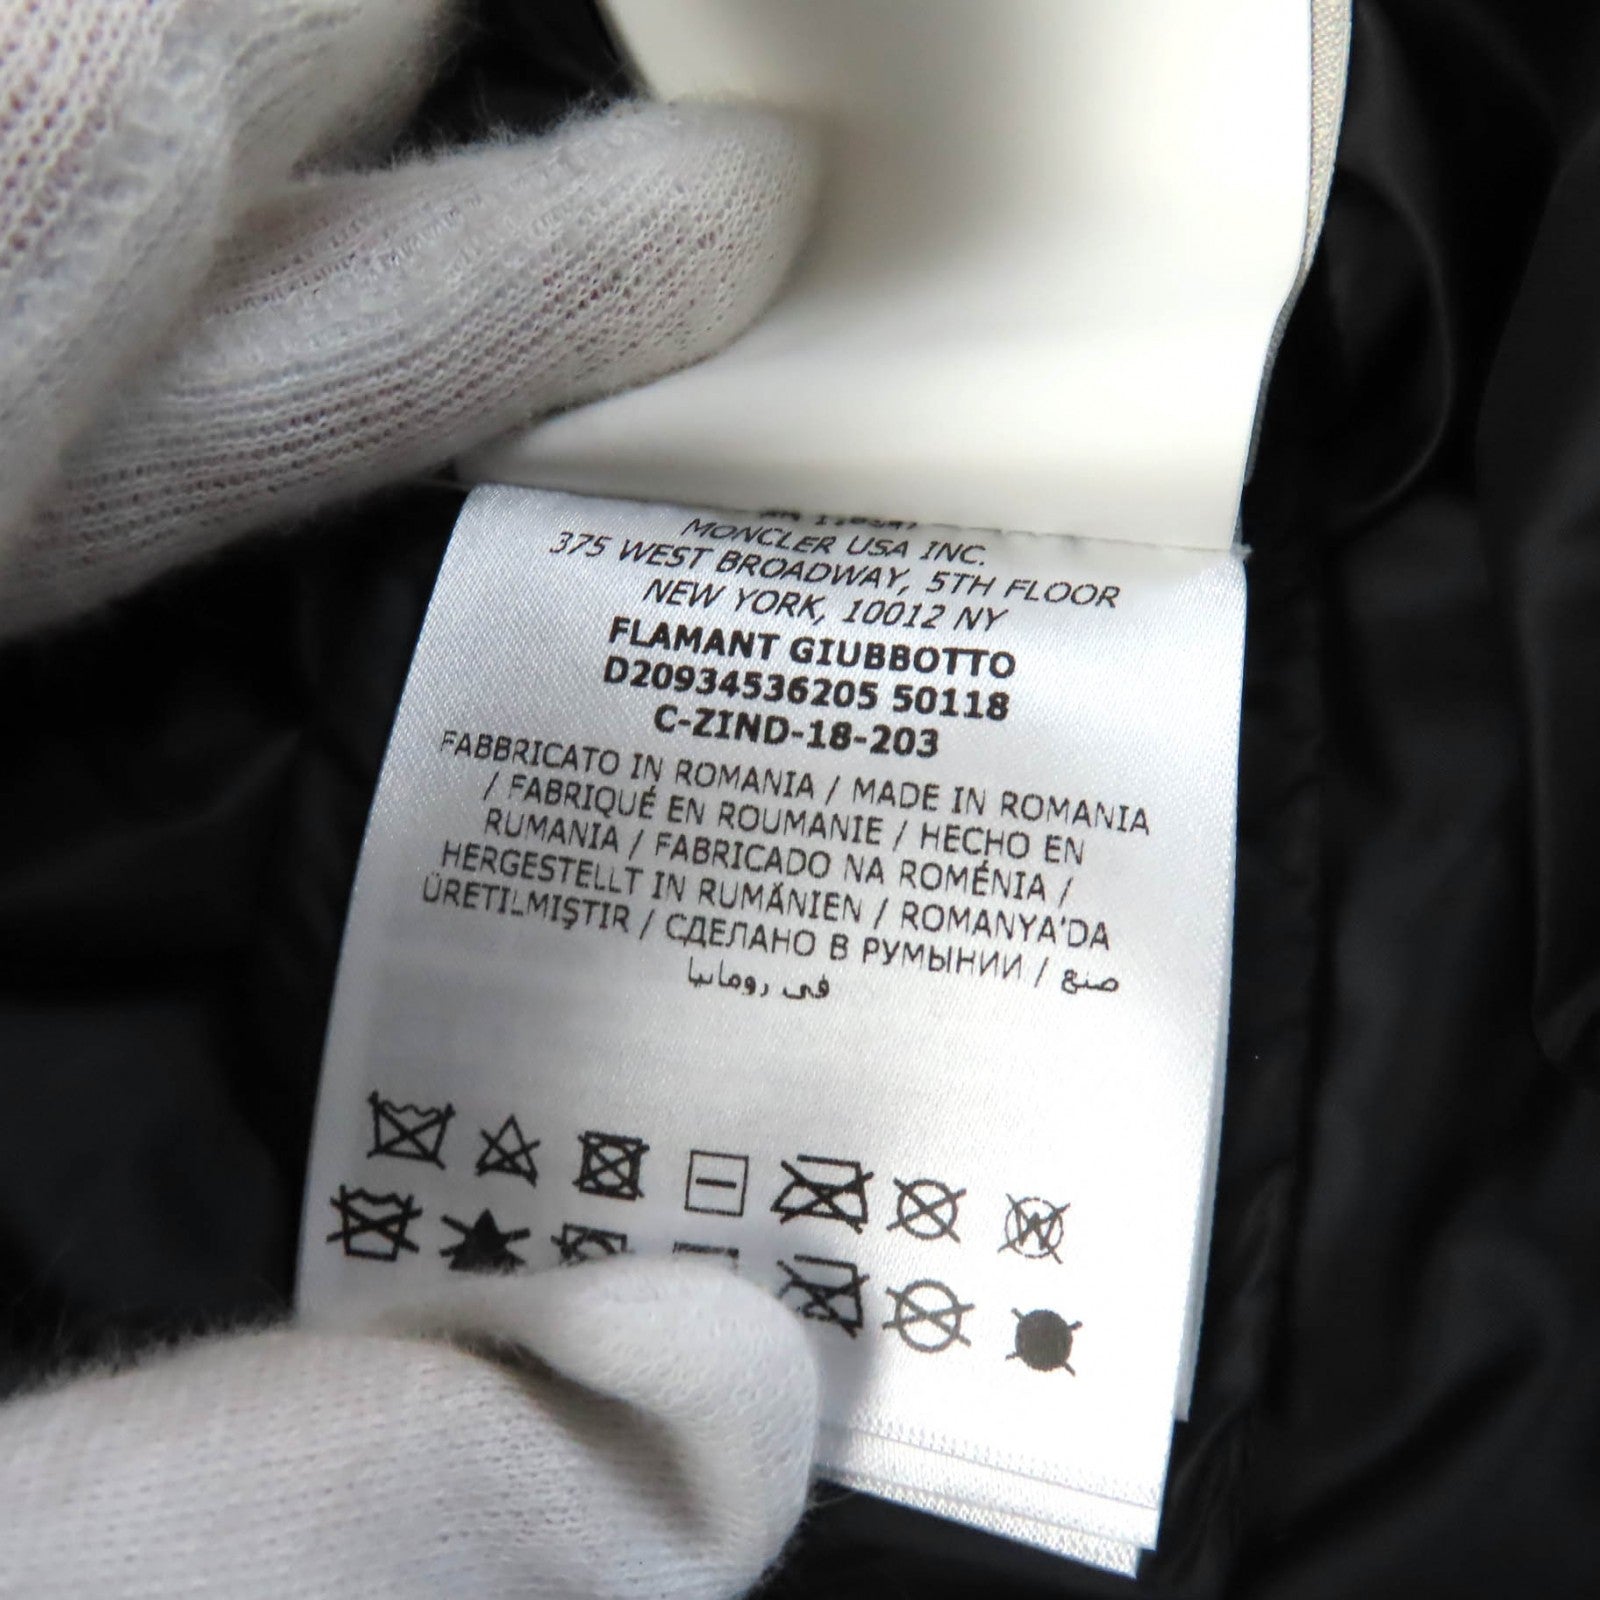 MONCLER USA INC.
375 WEST BROADWAY, 5TH FLOOR
NEW YORK, 10012 NY
FLAMANT GIUBBOTTO
D20934536205 50118
C-ZIND-18-203
FABBRICATO IN ROMANIA / MADE IN ROMANIA
/ FABRIQUÉ EN ROUMANIE / HECHO EN
RUMANIA / FABRICADO NA ROMÉNIA /
HERGESTELLT IN RUMÄNIEN / ROMANYA'DA
ÜRETILMIŞTIR / СДЕЛАНО В РУМЫНИИ / صنع
في رومانيا
W